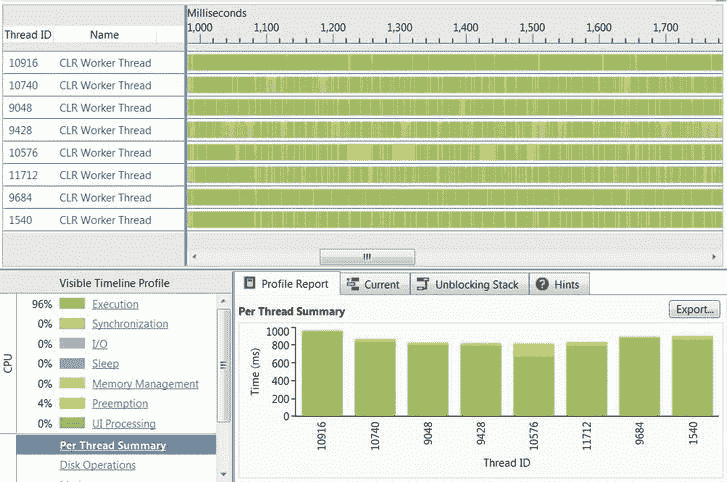 Milliseconds
Thread ID Name 1,000 1,100 1,200 1,300 1,400 1,500 1,600 1,700
10916 CLR Worker Thread
10740 CLR Worker Thread
9048 CLR Worker Thread
9428 CLR Worker Thread
10576 CLR Worker Thread
11712 CLR Worker Thread
9684 CLR Worker Thread
1540 CLR Worker Thread
Visible Timeline Profile
CPU
96% Execution
0% Synchronization
0% I/O
0% Sleep
0% Memory Management
4% Preemption
0% UI Processing
Per Thread Summary
Disk Operations
Profile Report Current Unblocking Stack Hints
Per Thread Summary Export...
Time (ms)
1000
800
600
400
200
0
10916 10740 9048 9428 10576 11712 9684 1540
Thread ID